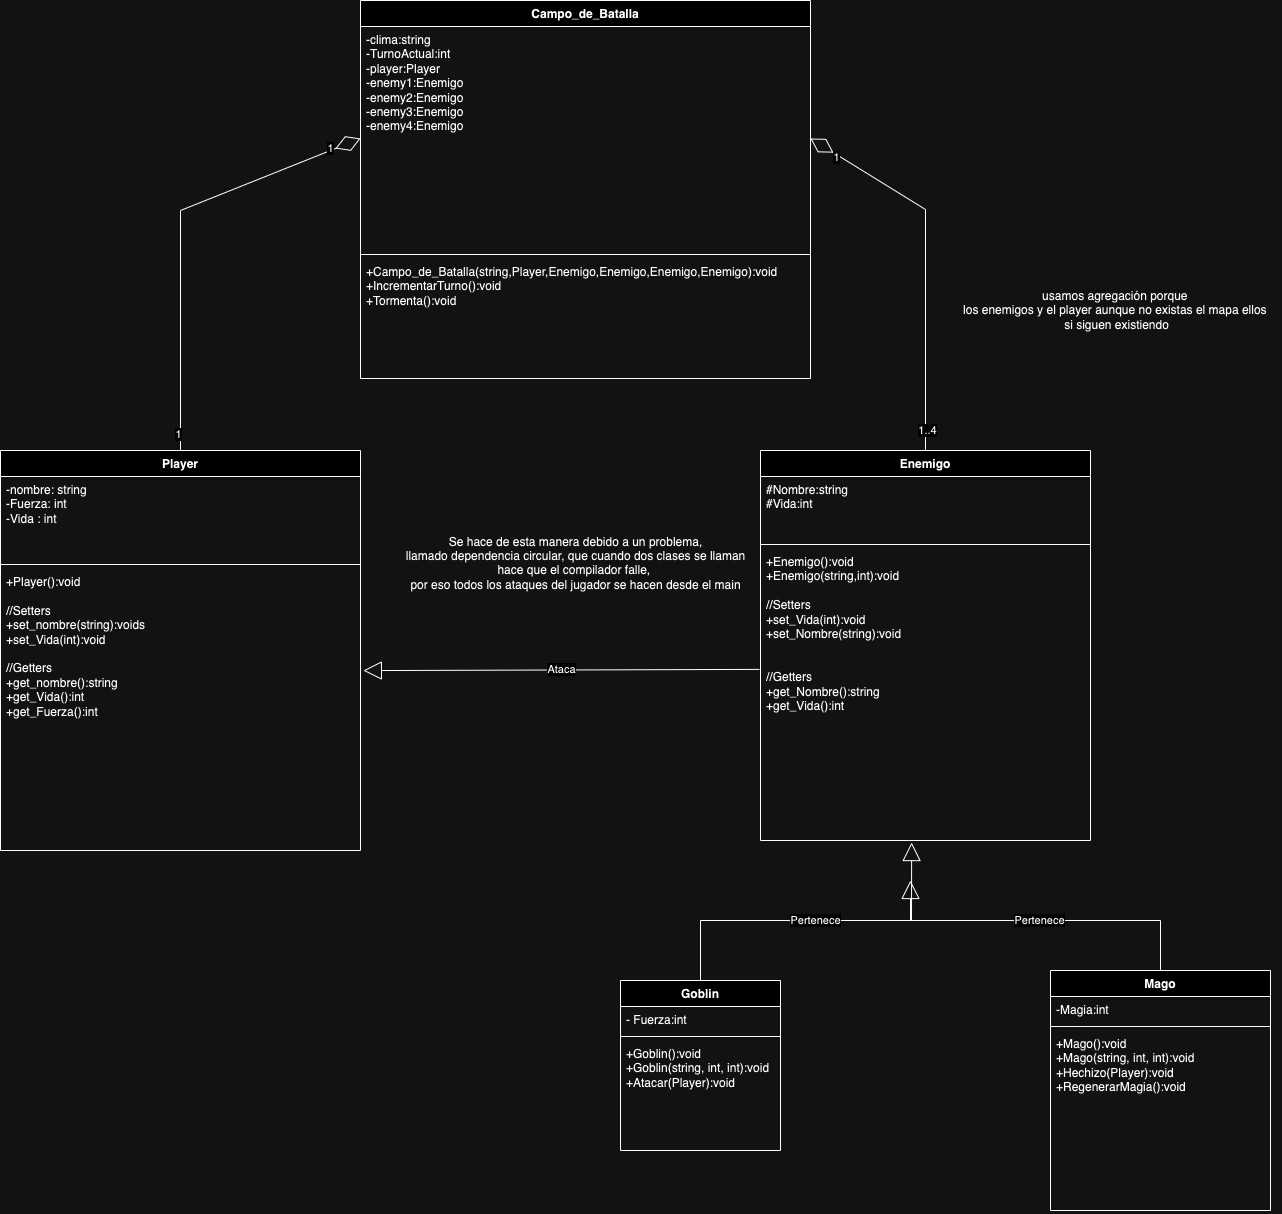 Campo_de_Batalla
-clima:string
-TurnoActual:int
-player:Player
-enemy1:Enemigo
-enemy2:Enemigo
-enemy3:Enemigo
-enemy4:Enemigo
1
1
+Campo_de_Batalla(string,Player,Enemigo,Enemigo,Enemigo,Enemigo):void
+IncrementarTurno():void
+Tormenta():void
usamos agregación porque
los enemigos y el player aunque no existas el mapa ellos
si siguen existiendo
1
1..4
Player
-nombre: string
-Fuerza: int
-Vida : int
+Player():void
//Setters
+set_nombre(string):voids
+set_Vida(int):void
//Getters
+get_nombre():string
+get_Vida():int
+get_Fuerza():int
Se hace de esta manera debido a un problema,
llamado dependencia circular, que cuando dos clases se llaman
hace que el compilador falle,
por eso todos los ataques del jugador se hacen desde el main
Ataca
Enemigo
#Nombre:string
#Vida:int
+Enemigo():void
+Enemigo(string,int):void
//Setters
+set_Vida(int):void
+set_Nombre(string):void
//Getters
+get_Nombre():string
+get_Vida():int
Pertenece
Pertenece
Goblin
- Fuerza:int
+Goblin():void
+Goblin(string, int, int):void
+Atacar(Player):void
Mago
-Magia:int
+Mago():void
+Mago(string, int, int):void
+Hechizo(Player):void
+RegenerarMagia():void